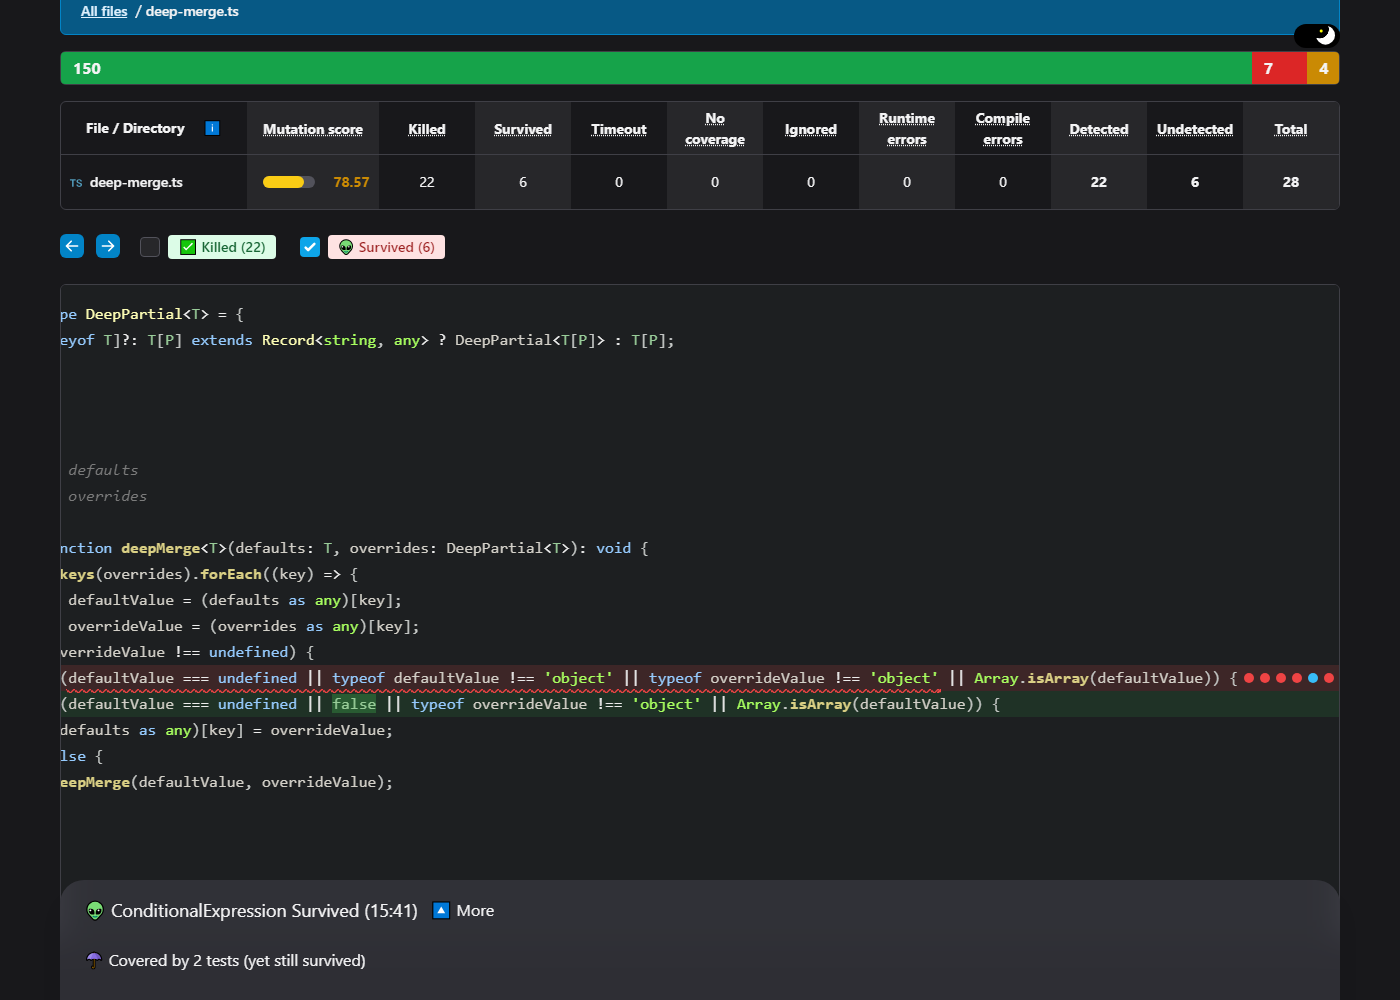 All files / deep-merge.ts
150 7 4
File / Directory i Mutation score Killed Survived Timeout No coverage Ignored Runtime errors Compile errors Detected Undetected Total
TS deep-merge.ts 78.57 22 6 0 0 0 0 0 22 6 28
Killed (22) Survived (6)
pe DeepPartial<T> = {
eyof T]?: T[P] extends Record<string, any> ? DeepPartial<T[P]> : T[P];
defaults
overrides
nction deepMerge<T>(defaults: T, overrides: DeepPartial<T>): void {
keys(overrides).forEach((key) => {
defaultValue = (defaults as any)[key];
overrideValue = (overrides as any)[key];
verrideValue !== undefined) {
(defaultValue === undefined || typeof defaultValue !== 'object' || typeof overrideValue !== 'object' || Array.isArray(defaultValue)) {
(defaultValue === undefined || false || typeof overrideValue !== 'object' || Array.isArray(defaultValue)) {
defaults as any)[key] = overrideValue;
lse {
eepMerge(defaultValue, overrideValue);
ConditionalExpression Survived (15:41) More
Covered by 2 tests (yet still survived)